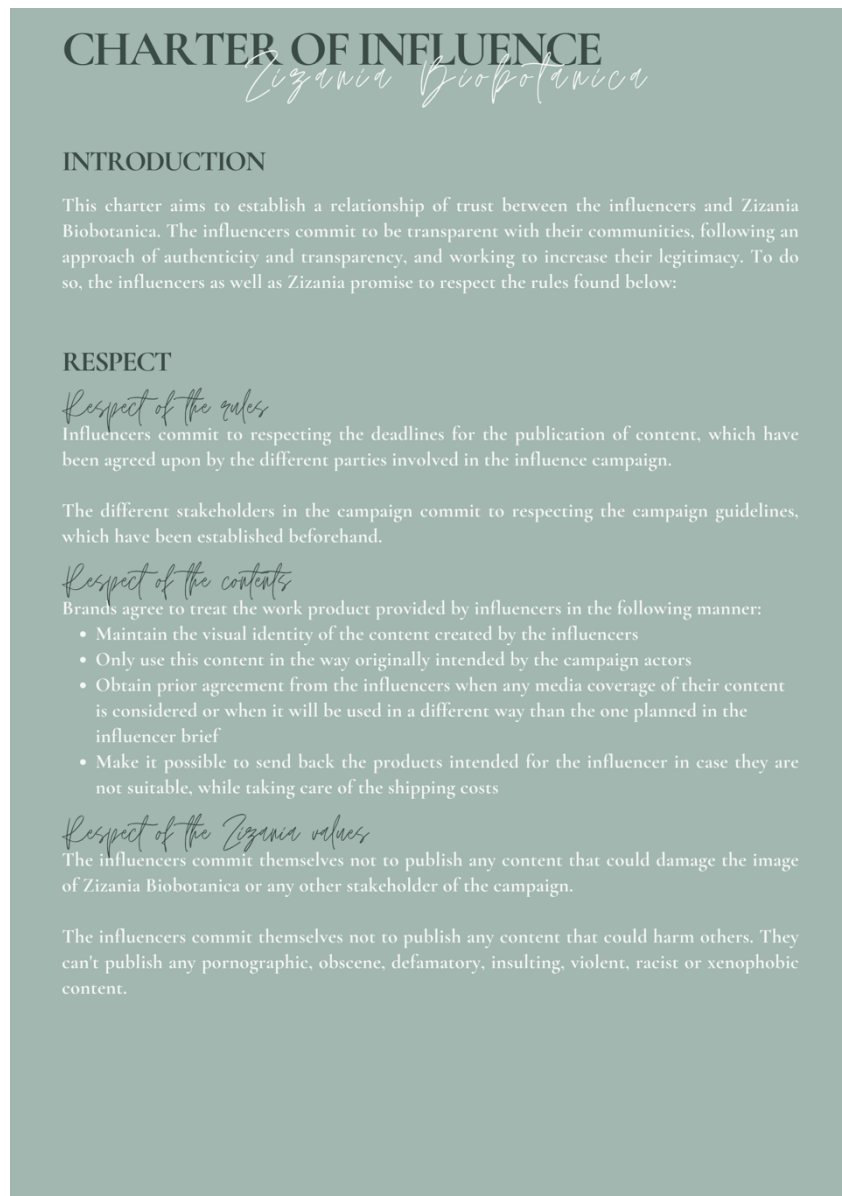 CHARTER OF INFLUENCE
Zizania Biobotanica
INTRODUCTION
This charter aims to establish a relationship of trust between the influencers and Zizania
Biobotanica. The influencers commit to be transparent with their communities, following an
approach of authenticity and transparency, and working to increase their legitimacy. To do
so, the influencers as well as Zizania promise to respect the rules found below:
RESPECT
Respect of the rules
Influencers commit to respecting the deadlines for the publication of content, which have
been agreed upon by the different parties involved in the influence campaign.
The different stakeholders in the campaign commit to respecting the campaign guidelines,
which have been established beforehand.
Respect of the contents
Brands agree to treat the work product provided by influencers in the following manner:
• Maintain the visual identity of the content created by the influencers
• Only use this content in the way originally intended by the campaign actors
• Obtain prior agreement from the influencers when any media coverage of their content
is considered or when it will be used in a different way than the one planned in the
influencer brief
• Make it possible to send back the products intended for the influencer in case they are
not suitable, while taking care of the shipping costs
Respect of the Zizania values
The influencers commit themselves not to publish any content that could damage the image
of Zizania Biobotanica or any other stakeholder of the campaign.
The influencers commit themselves not to publish any content that could harm others. They
can't publish any pornographic, obscene, defamatory, insulting, violent, racist or xenophobic
content.